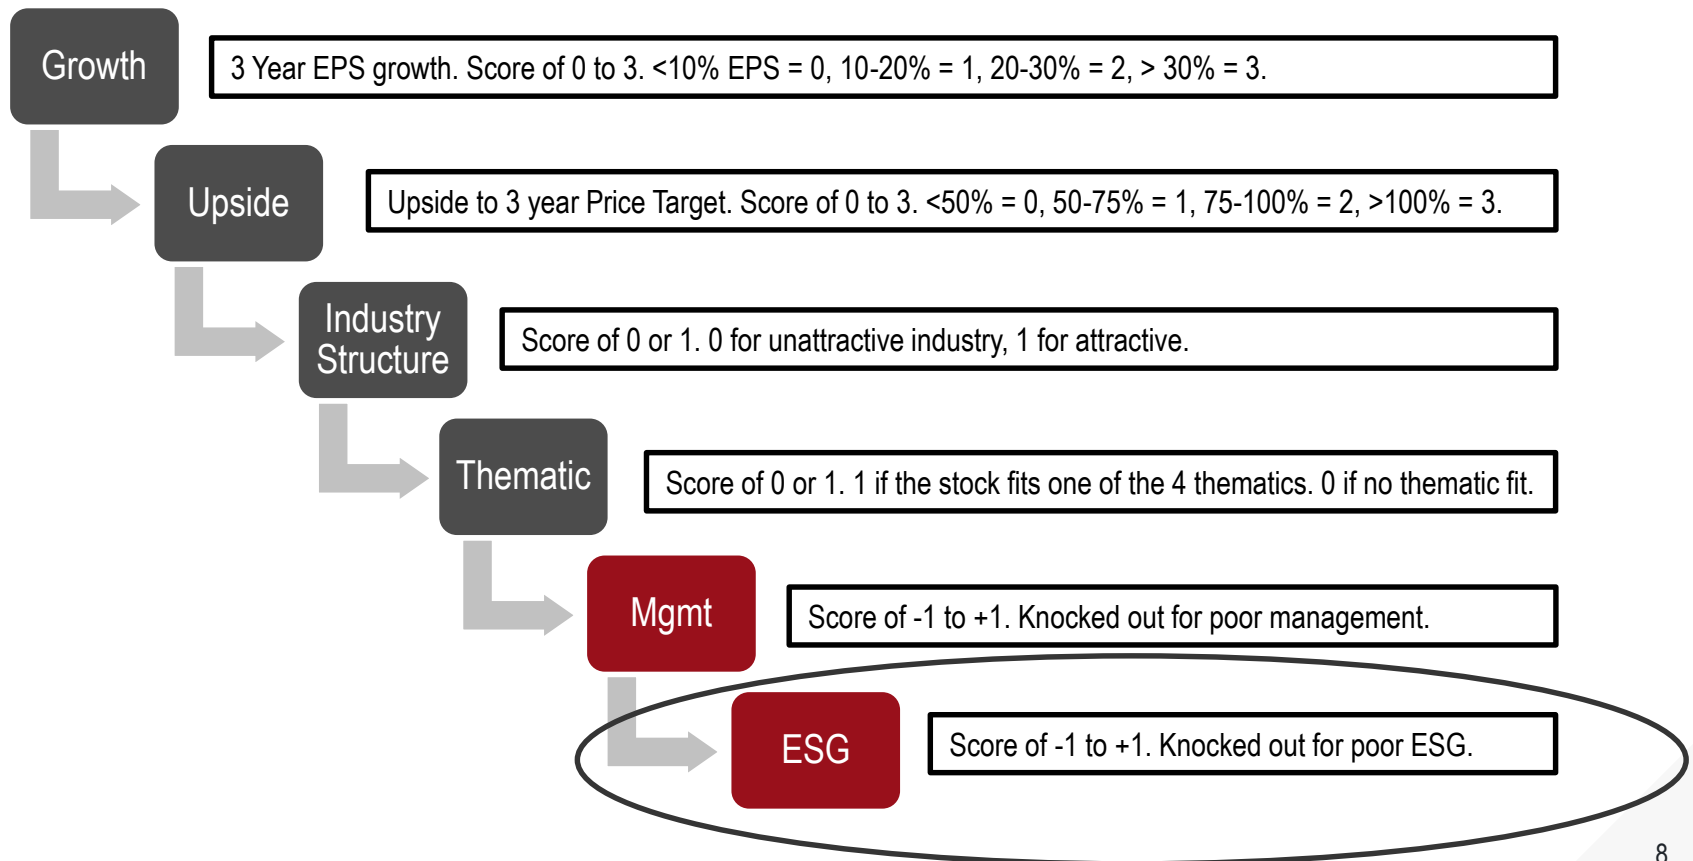 Growth
3 Year EPS growth. Score of 0 to 3. <10% EPS = 0, 10-20% = 1, 20-30% = 2, > 30% = 3.
Upside
Upside to 3 year Price Target. Score of 0 to 3. <50% = 0, 50-75% = 1, 75-100% = 2, >100% = 3.
Industry
Structure
Score of 0 or 1. 0 for unattractive industry, 1 for attractive.
Thematic
Score of 0 or 1. 1 if the stock fits one of the 4 thematics. 0 if no thematic fit.
Mgmt
Score of -1 to +1. Knocked out for poor management.
ESG
Score of -1 to +1. Knocked out for poor ESG.
8